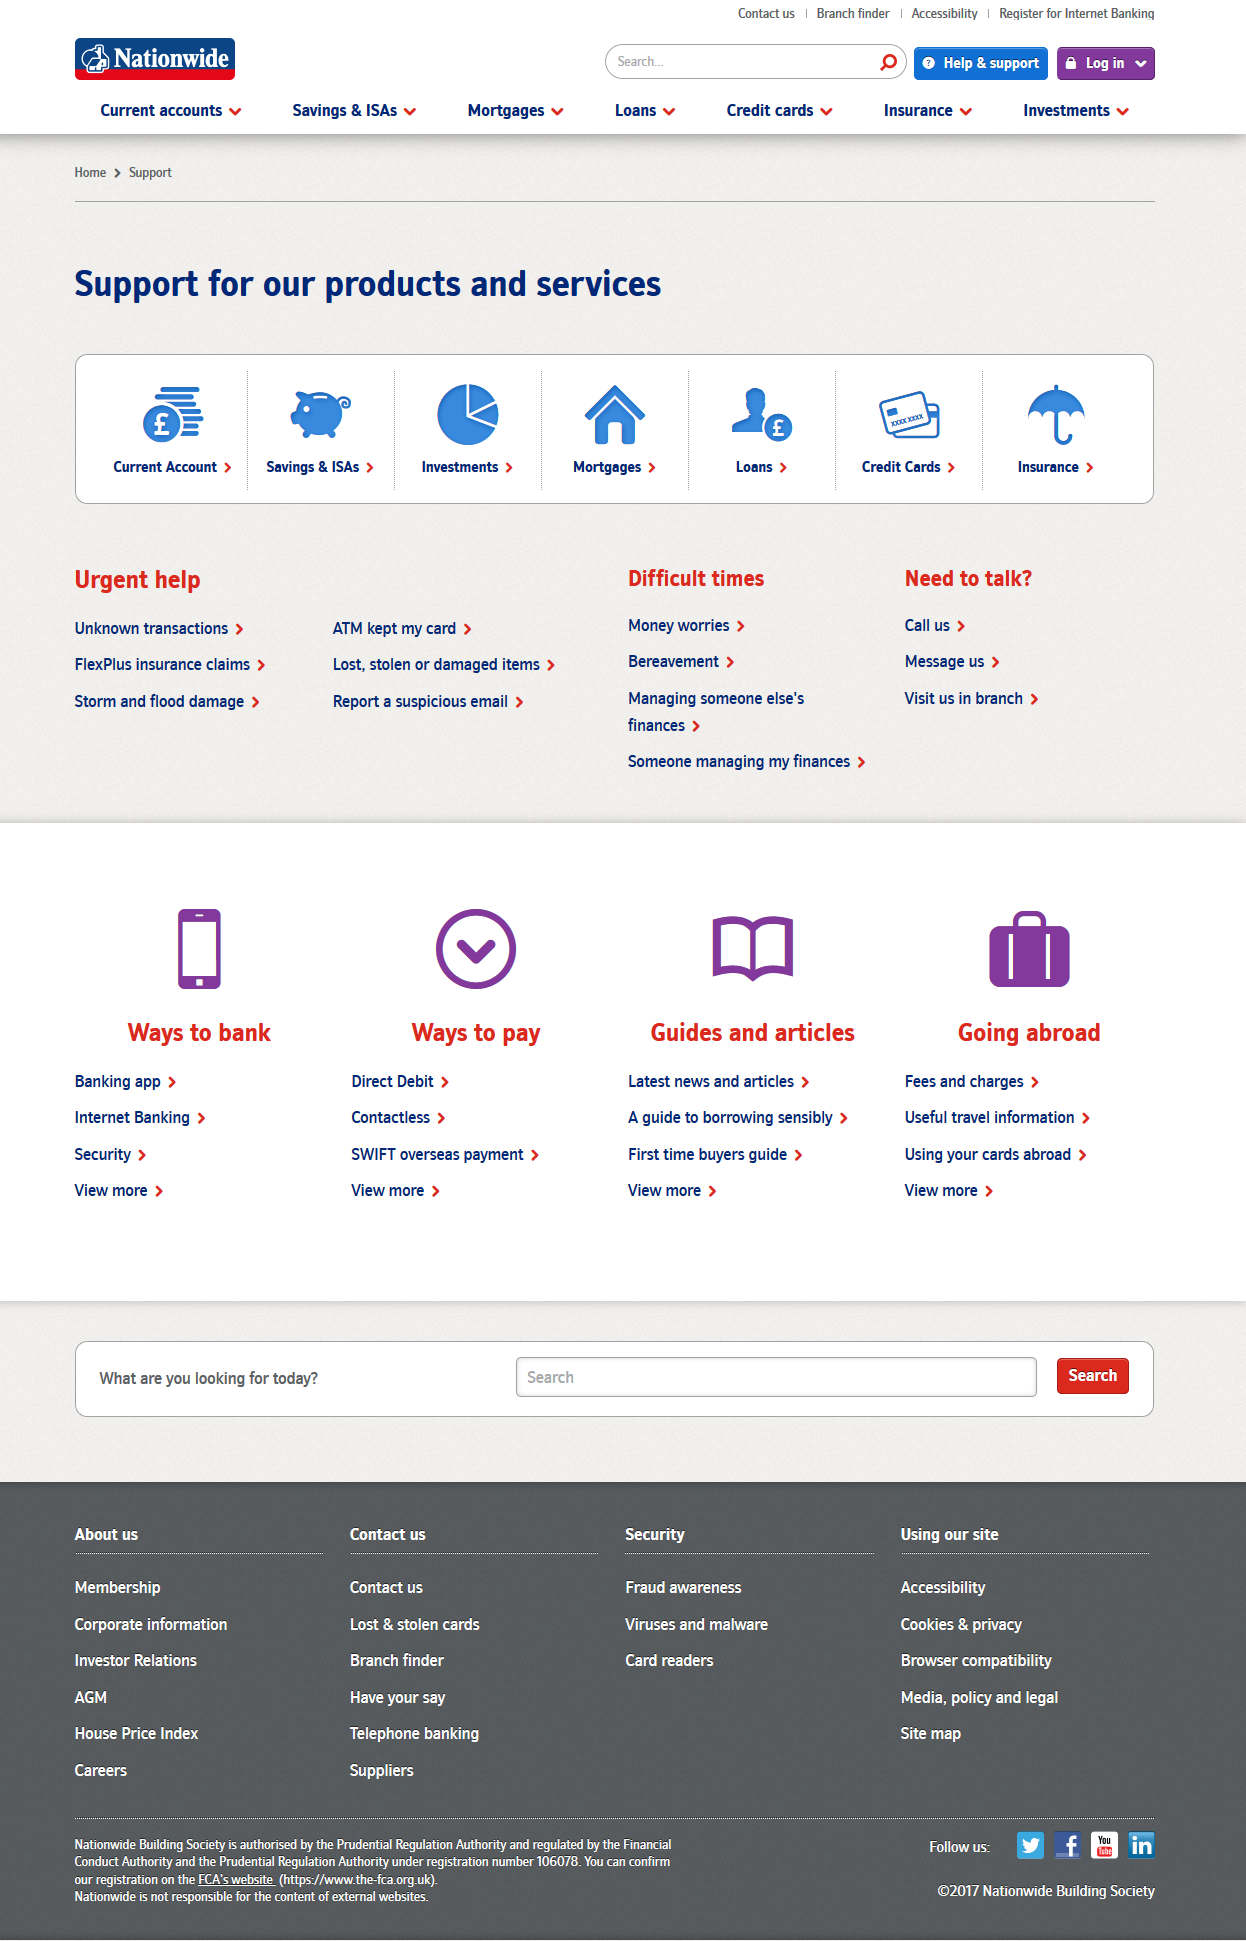 Contact us
Branch finder
Accessibility
Register for Internet Banking
Nationwide
Search...
? Help & support
Log in
Current accounts
Savings & ISAs
Mortgages
Loans
Credit cards
Insurance
Investments
Home
Support
Support for our products and services
£
£
XXXX XXXX
Current Account
Savings & ISAs
Investments
Mortgages
Loans
Credit Cards
Insurance
Urgent help
Unknown transactions
FlexPlus insurance claims
Storm and flood damage
ATM kept my card
Lost, stolen or damaged items
Report a suspicious email
Difficult times
Money worries
Bereavement
Managing someone else's
finances
Someone managing my finances
Need to talk?
Call us
Message us
Visit us in branch
Ways to bank
Banking app
Internet Banking
Security
View more
Ways to pay
Direct Debit
Contactless
SWIFT overseas payment
View more
Guides and articles
Latest news and articles
A guide to borrowing sensibly
First time buyers guide
View more
Going abroad
Fees and charges
Useful travel information
Using your cards abroad
View more
What are you looking for today?
Search
Search
About us
Membership
Corporate information
Investor Relations
AGM
House Price Index
Careers
Contact us
Contact us
Lost & stolen cards
Branch finder
Have your say
Telephone banking
Suppliers
Security
Fraud awareness
Viruses and malware
Card readers
Using our site
Accessibility
Cookies & privacy
Browser compatibility
Media, policy and legal
Site map
Nationwide Building Society is authorised by the Prudential Regulation Authority and regulated by the Financial
Conduct Authority and the Prudential Regulation Authority under registration number 106078. You can confirm
our registration on the FCA's website (https://www.the-fca.org.uk).
Nationwide is not responsible for the content of external websites.
Follow us:
f
You
Tube
in
©2017 Nationwide Building Society